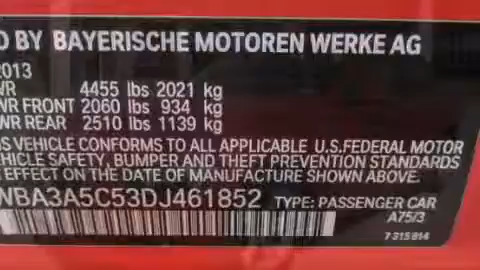 D BY BAYERISCHE MOTOREN WERKE AG
2013
WR 4455 lbs 2021 kg
WR FRONT 2060 lbs 934 kg
WR REAR 2510 lbs 1139 kg
IS VEHICLE CONFORMS TO ALL APPLICABLE U.S.FEDERAL MOTOR
HICLE SAFETY, BUMPER AND THEFT PREVENTION STANDARDS
EFFECT ON THE DATE OF MANUFACTURE SHOWN ABOVE.
WBA3A5C53DJ461852 TYPE: PASSENGER CAR
A75/3
7 315 814